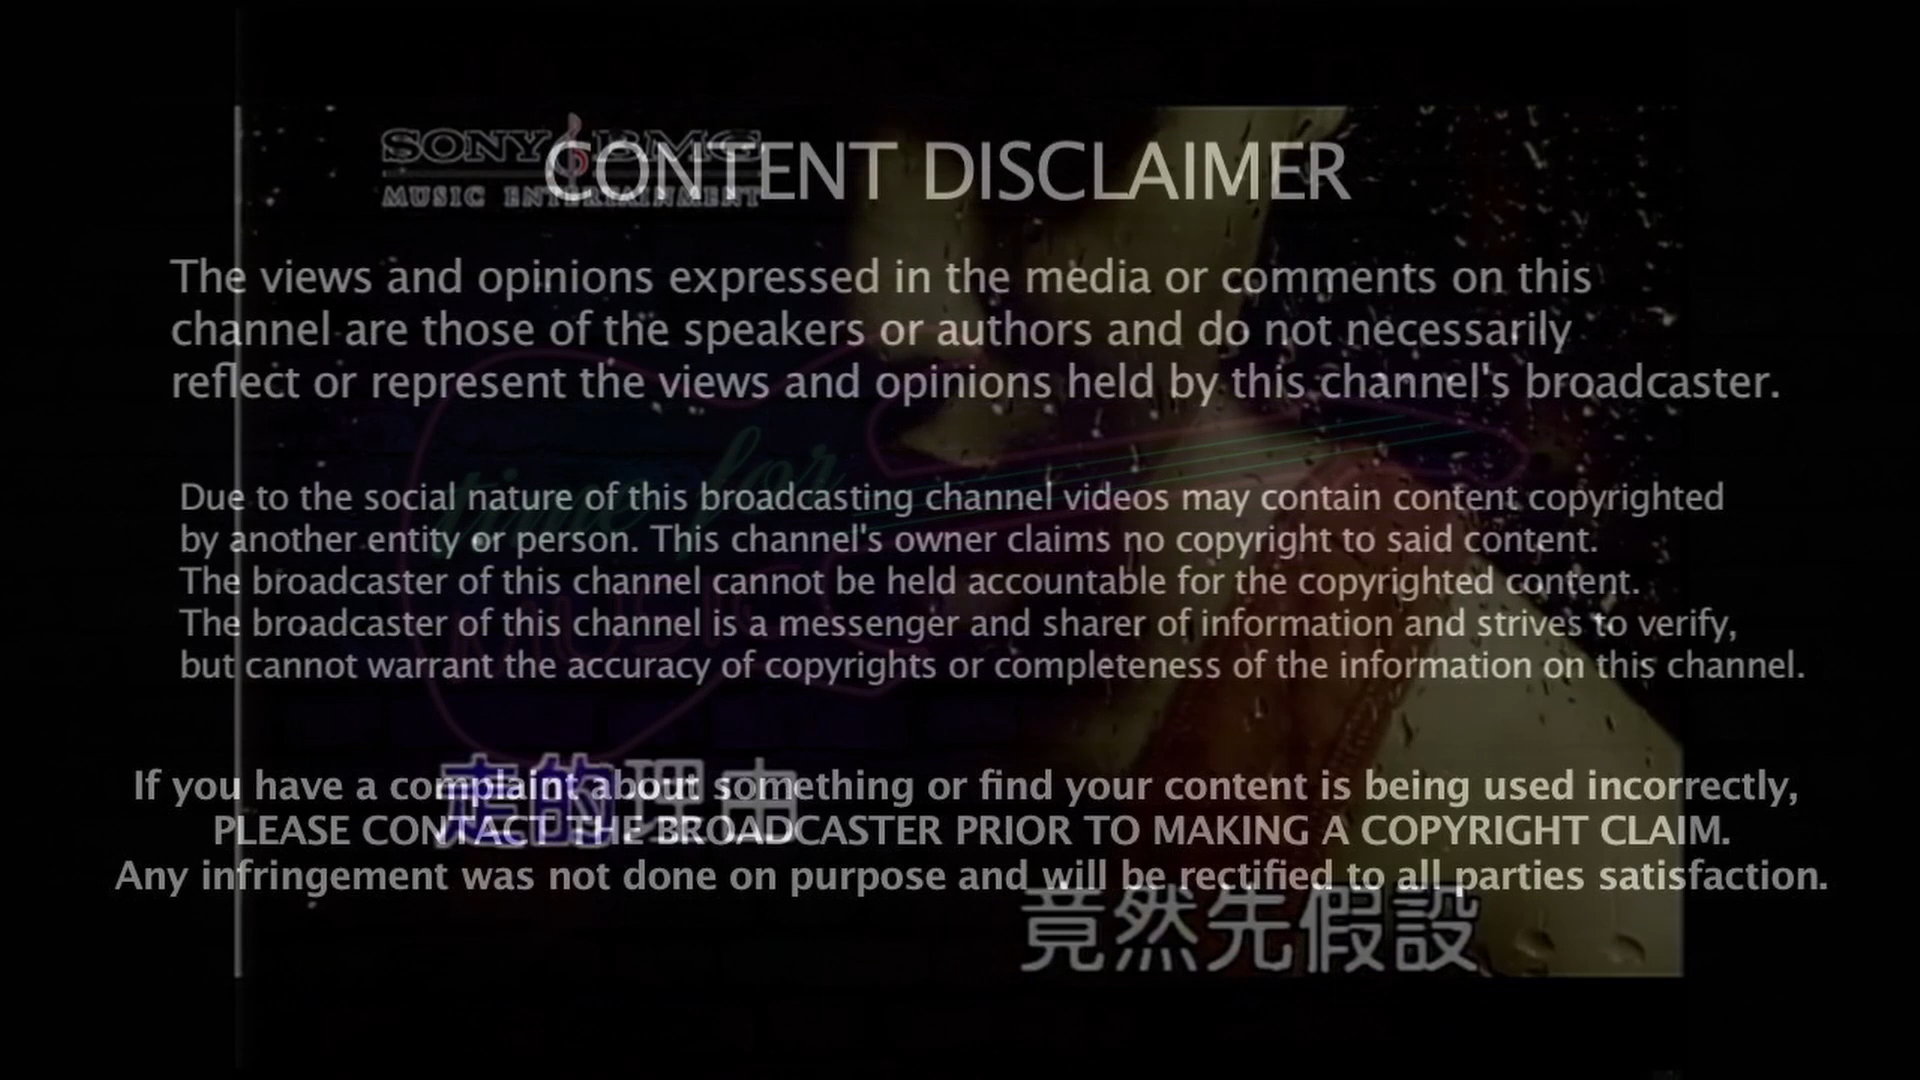 SONY BMG
MUSIC ENTERTAINMENT
CONTENT DISCLAIMER
The views and opinions expressed in the media or comments on this
channel are those of the speakers or authors and do not necessarily
reflect or represent the views and opinions held by this channel's broadcaster.
time for
MUSIC
Due to the social nature of this broadcasting channel videos may contain content copyrighted
by another entity or person. This channel's owner claims no copyright to said content.
The broadcaster of this channel cannot be held accountable for the copyrighted content.
The broadcaster of this channel is a messenger and sharer of information and strives to verify,
but cannot warrant the accuracy of copyrights or completeness of the information on this channel.
If you have a complaint about something or find your content is being used incorrectly,
PLEASE CONTACT THE BROADCASTER PRIOR TO MAKING A COPYRIGHT CLAIM.
Any infringement was not done on purpose and will be rectified to all parties satisfaction.
走的理由
竟然先假設